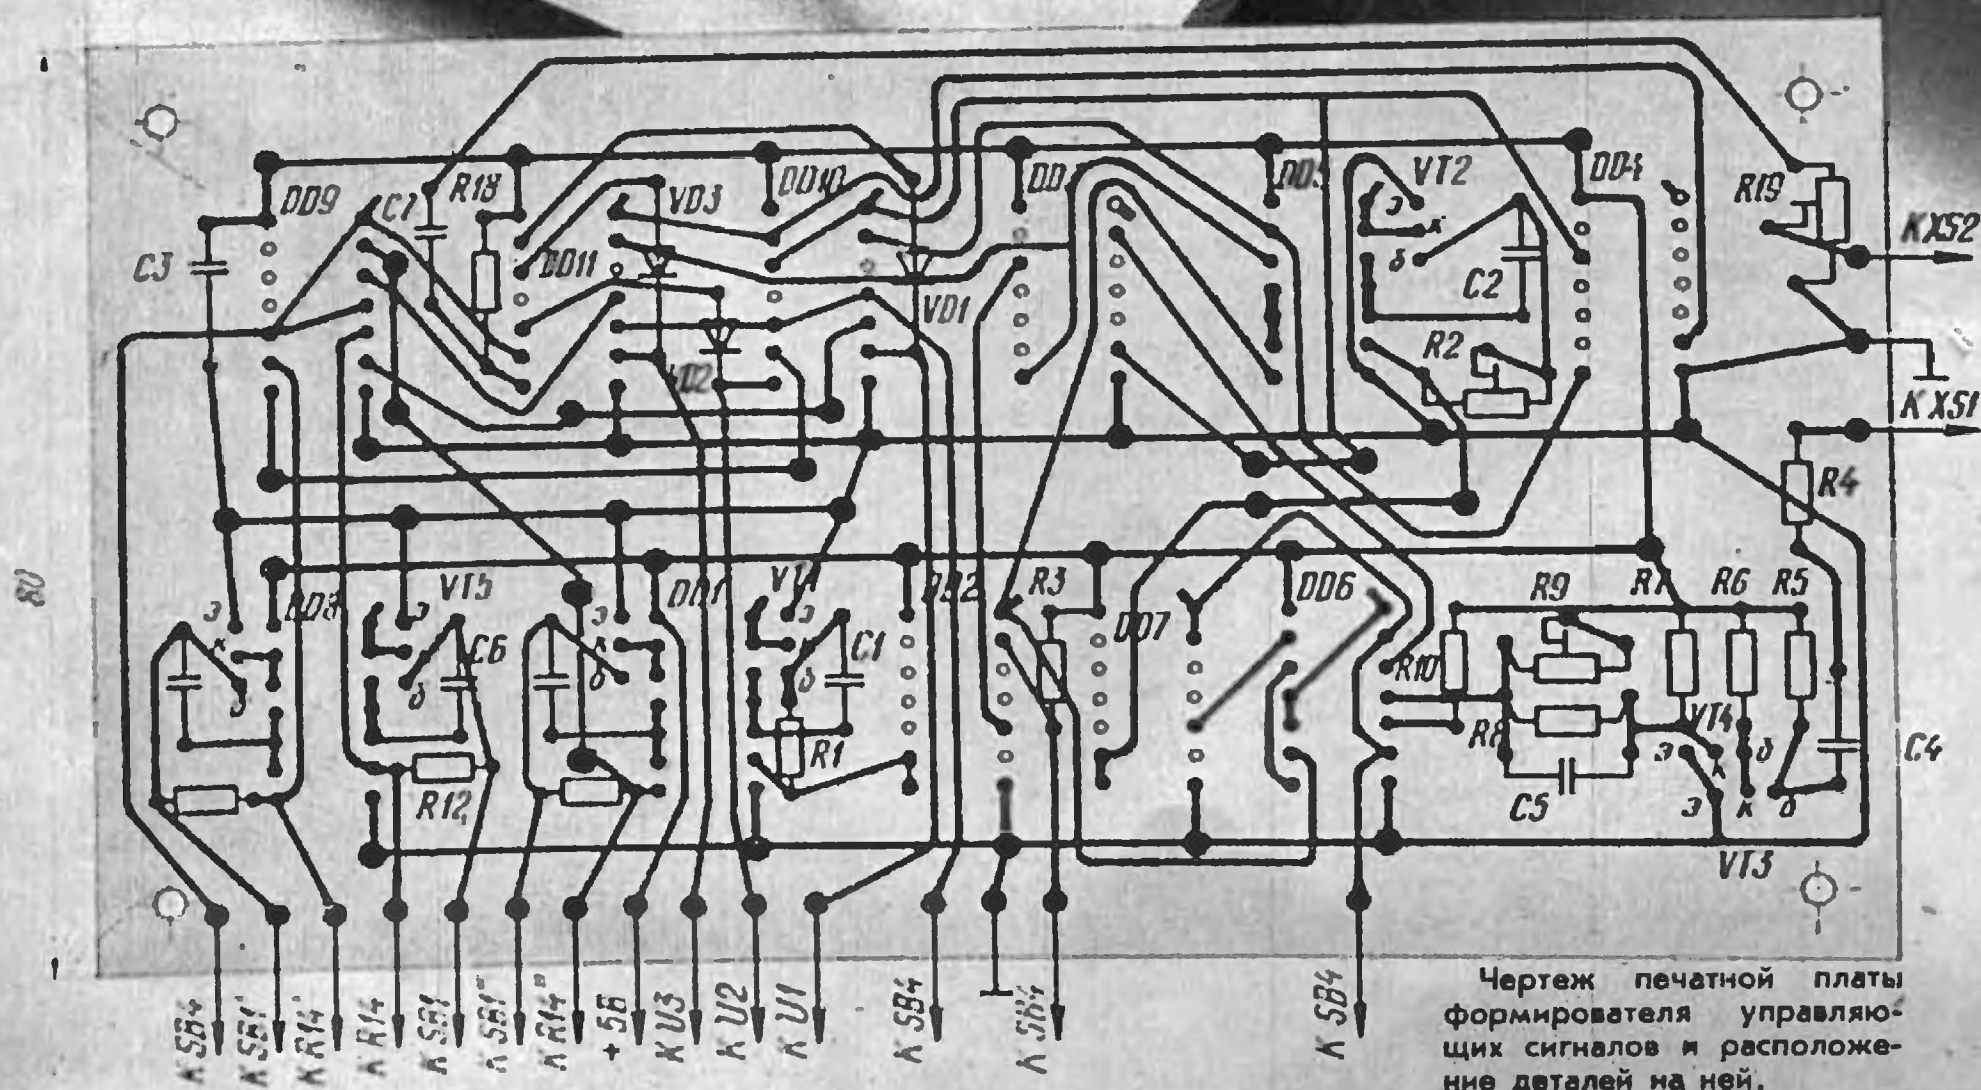 DD9
C7
R18
VD3
DD10
DD5
VT2
DD4
R19
К XS2
C3
DD11
VD1
э
к
б
C2
R2
VD2
К XS1
R4
DD8
VT5
э
к
б
C6
DD1
э
к
б
VT1
э
к
б
C1
R1
DD2
R3
DD7
DD6
R10
R9
R7
R6
R5
R8
VT4
э
к
б
C4
R12
C5
э
к
б
VT3
80
К SB4
К SB1'
К R14'
К R14
К SB1
К SB1"
К R14"
+5В
К U3
К U2
К U1
К SB4
К SB4
К SB4
Чертеж печатной платы
формирователя управляю-
щих сигналов и расположе-
ние деталей на ней.